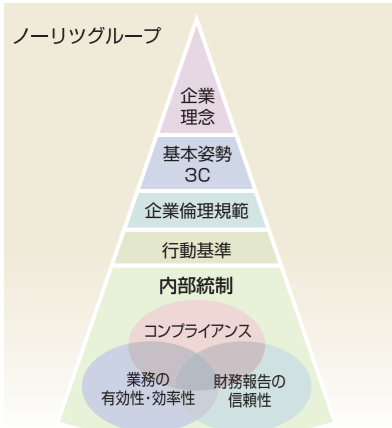 ノーリツグループ
企業
理念
基本姿勢
3C
企業倫理規範
行動基準
内部統制
コンプライアンス
業務の
有効性・効率性
財務報告の
信頼性